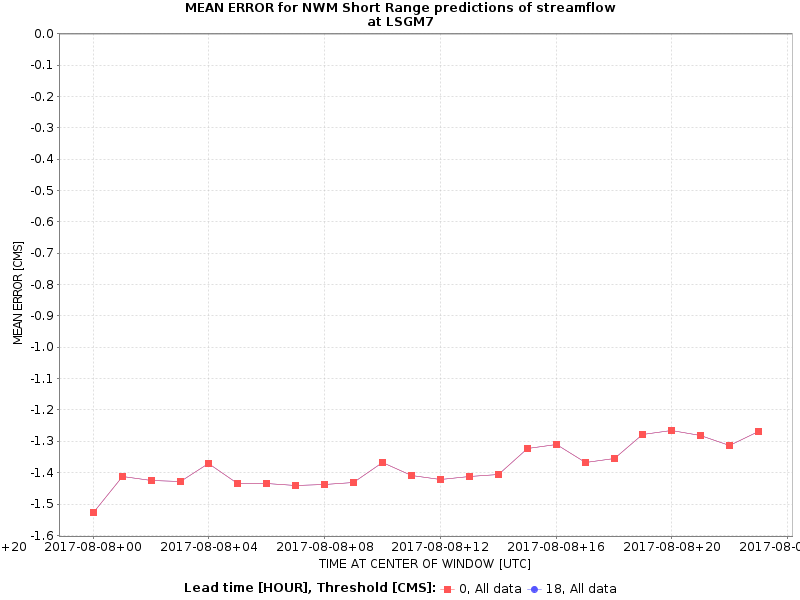 MEAN ERROR for NWM Short Range predictions of streamflow
at LSGM7
MEAN ERROR [CMS]
0.0
-0.1
-0.2
-0.3
-0.4
-0.5
-0.6
-0.7
-0.8
-0.9
-1.0
-1.1
-1.2
-1.3
-1.4
-1.5
-1.6
+20 2017-08-08+00 2017-08-08+04 2017-08-08+08 2017-08-08+12 2017-08-08+16 2017-08-08+20 2017-08-0
TIME AT CENTER OF WINDOW [UTC]
Lead time [HOUR], Threshold [CMS]: 0, All data 18, All data